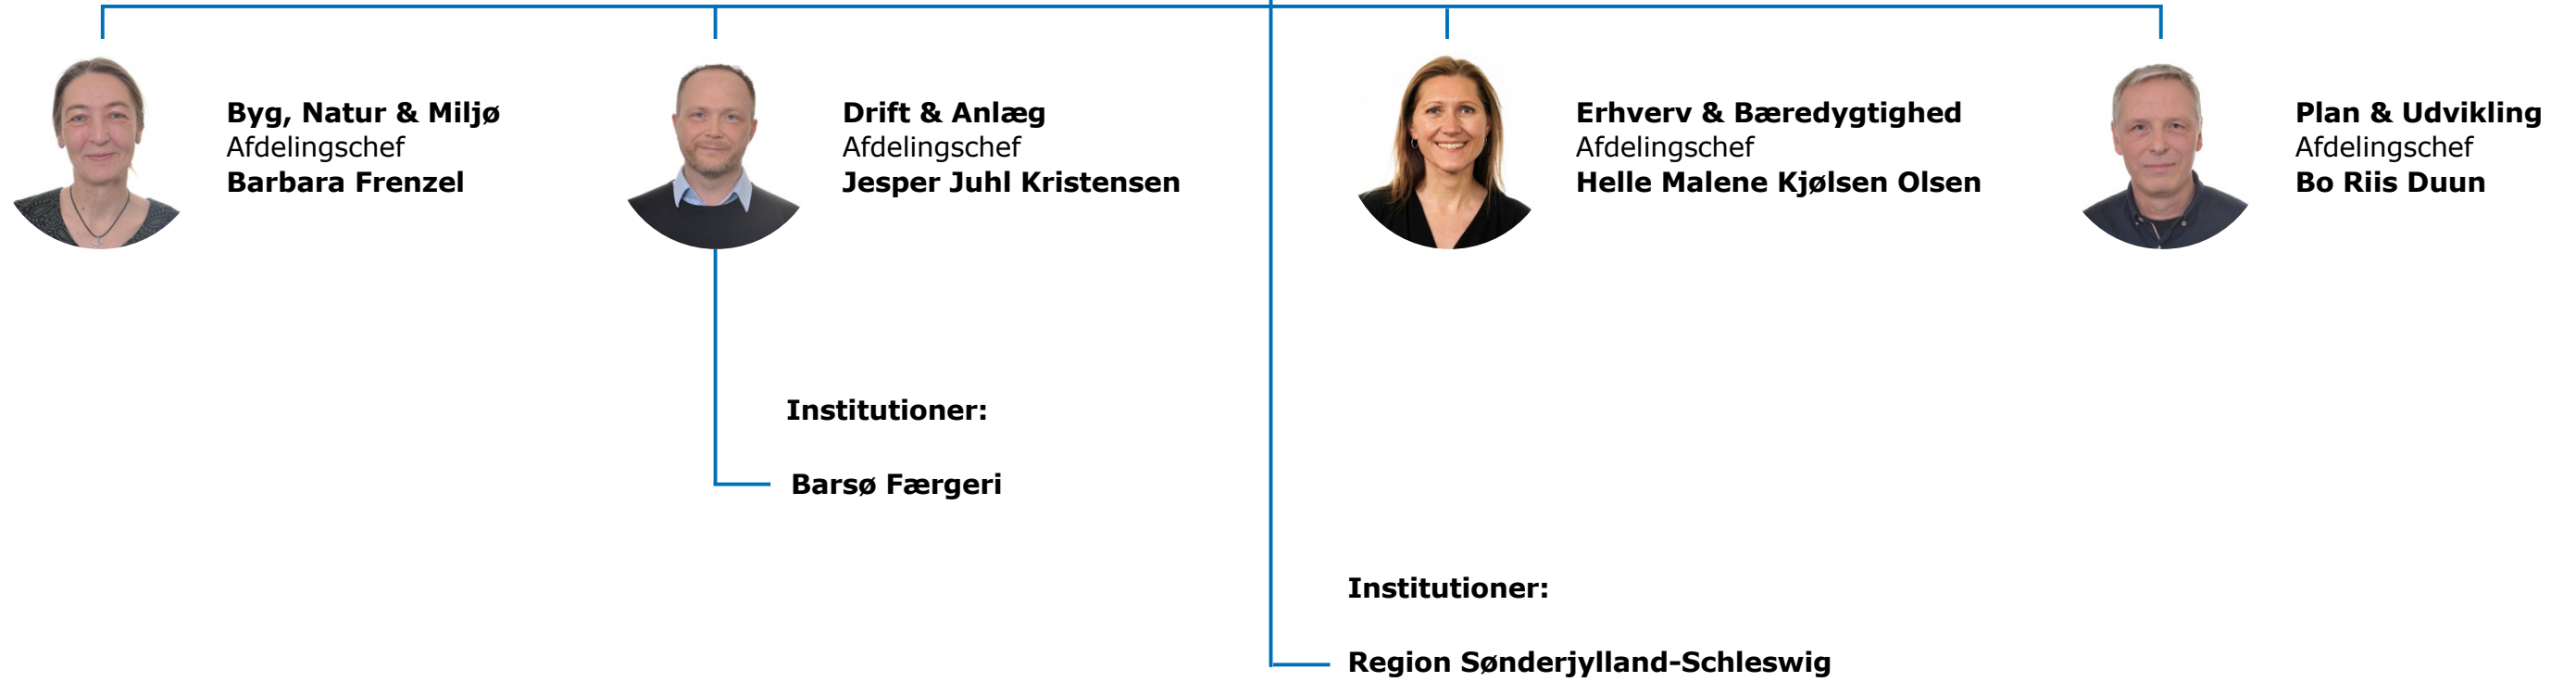 Byg, Natur & Miljø
Afdelingschef
Barbara Frenzel
Drift & Anlæg
Afdelingschef
Jesper Juhl Kristensen
Erhverv & Bæredygtighed
Afdelingschef
Helle Malene Kjølsen Olsen
Plan & Udvikling
Afdelingschef
Bo Riis Duun
Institutioner:
Barsø Færgeri
Institutioner:
Region Sønderjylland-Schleswig